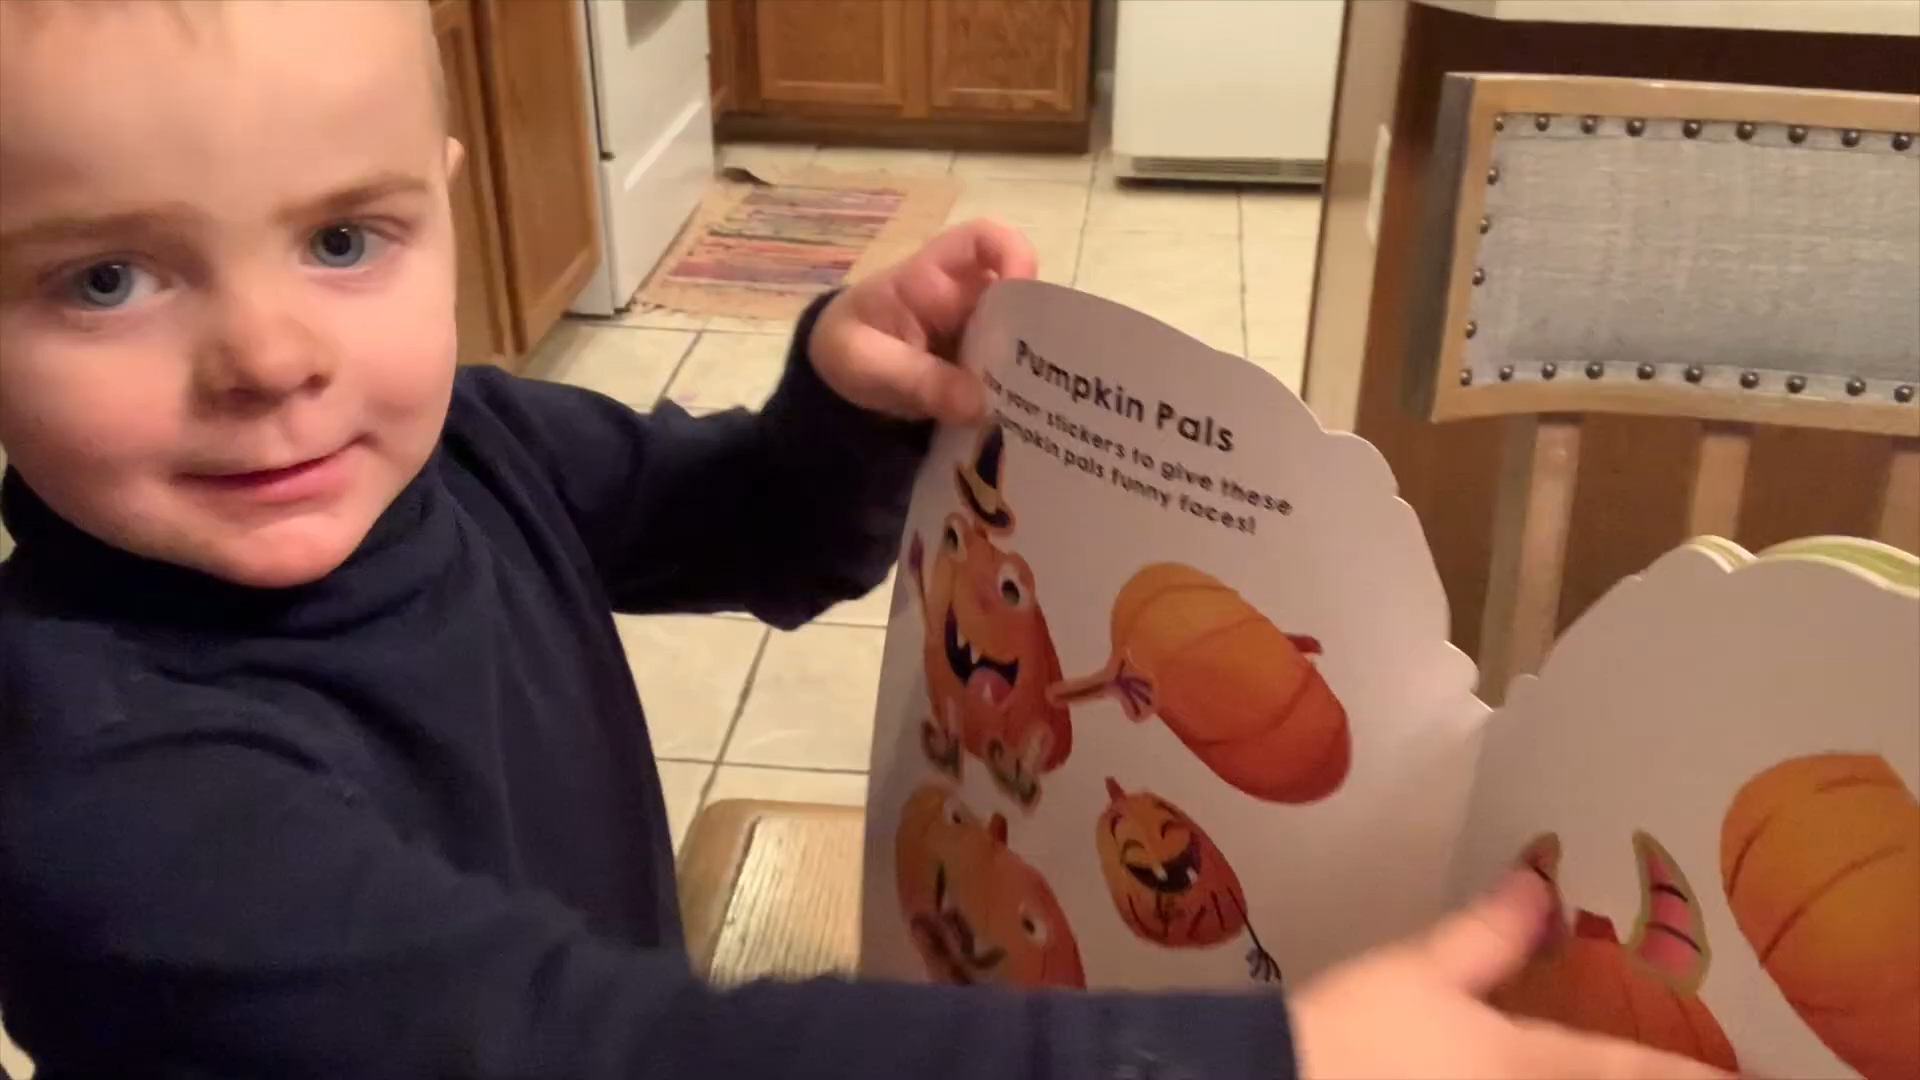 Pumpkin Pals
your stickers to give these
pumpkin pals funny faces!